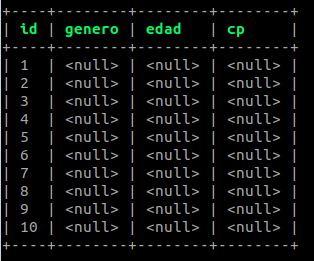 +----+--------+--------+--------+
| id | genero | edad   | cp     |
+----+--------+--------+--------+
| 1  | <null> | <null> | <null> |
| 2  | <null> | <null> | <null> |
| 3  | <null> | <null> | <null> |
| 4  | <null> | <null> | <null> |
| 5  | <null> | <null> | <null> |
| 6  | <null> | <null> | <null> |
| 7  | <null> | <null> | <null> |
| 8  | <null> | <null> | <null> |
| 9  | <null> | <null> | <null> |
| 10 | <null> | <null> | <null> |
+----+--------+--------+--------+